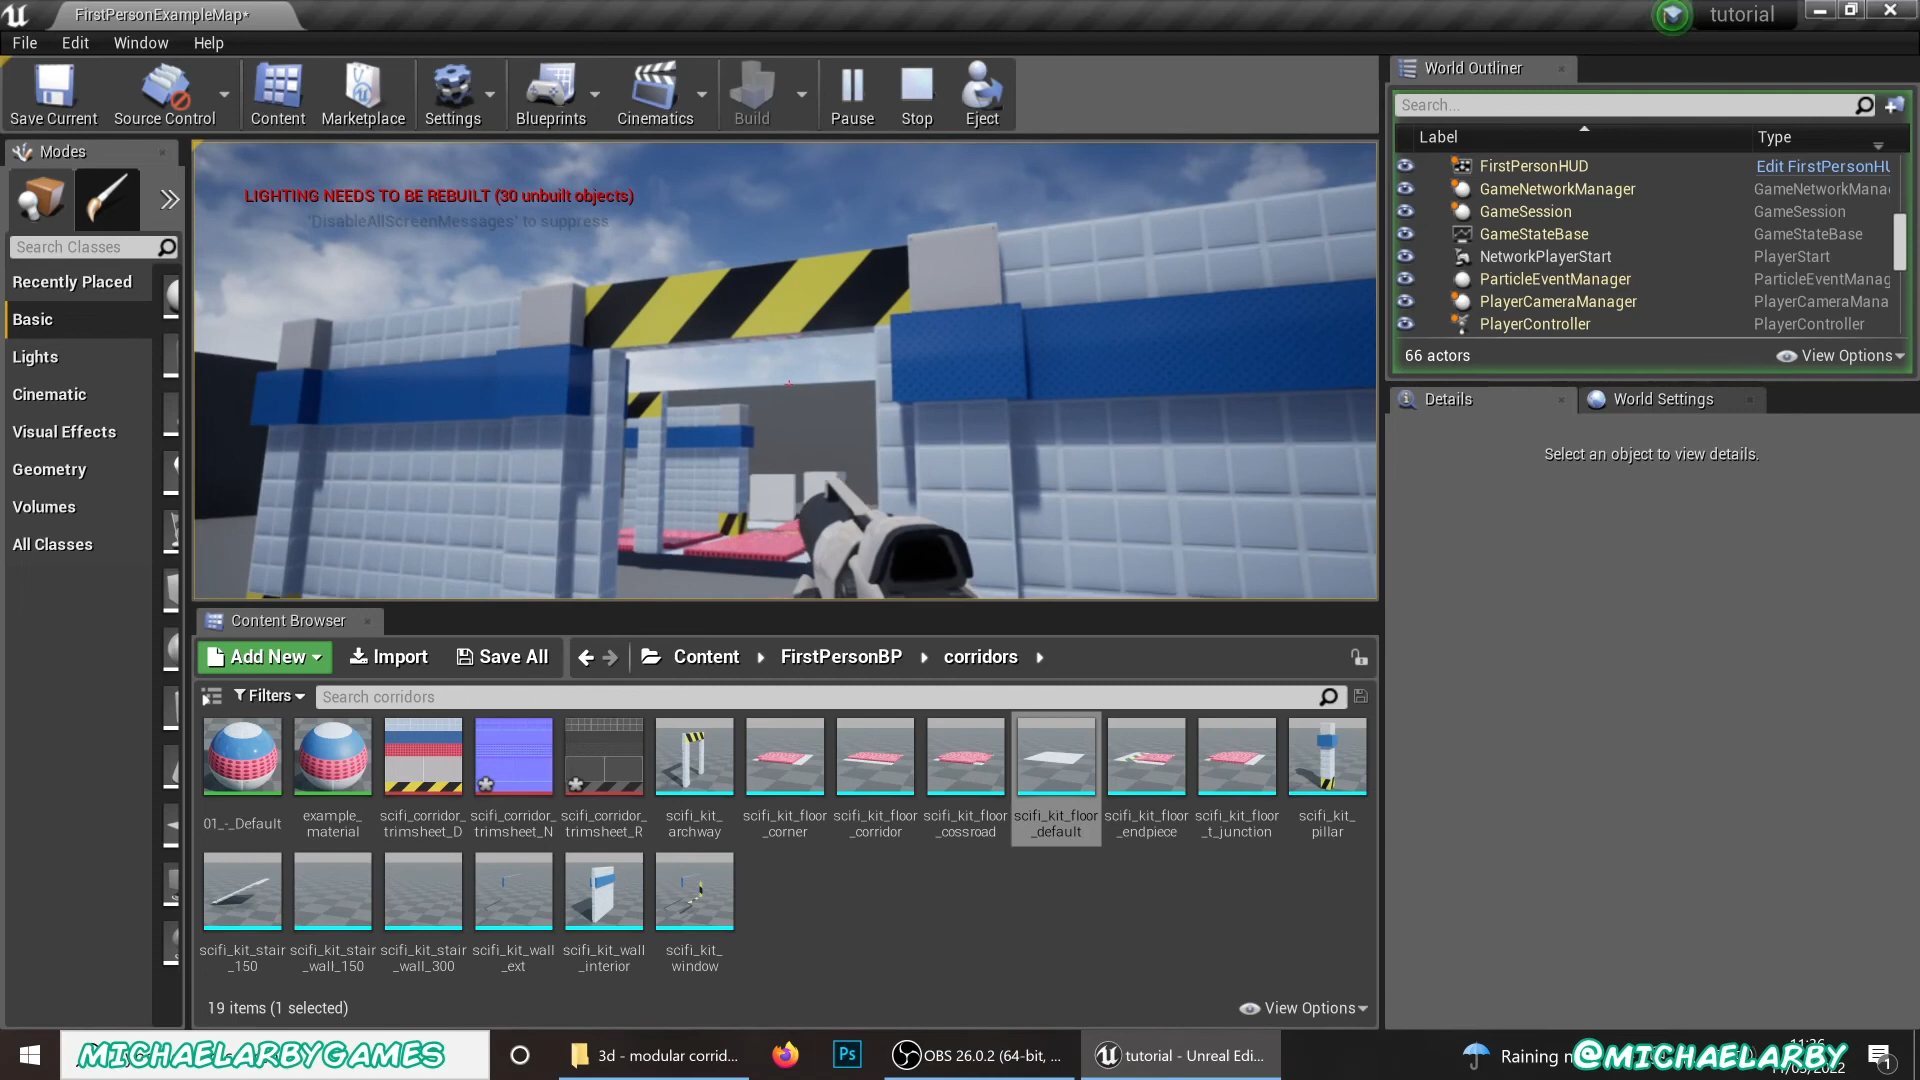 FirstPersonExampleMap*
tutorial
File Edit Window Help
Save Current
Source Control
Content
Marketplace
Settings
Blueprints
Cinematics
Build
Pause
Stop
Eject
World Outliner
Search...
Label Type
FirstPersonHUD Edit FirstPersonHU
GameNetworkManager GameNetworkMana
GameSession GameSession
GameStateBase GameStateBase
NetworkPlayerStart PlayerStart
ParticleEventManager ParticleEventManag
PlayerCameraManager PlayerCameraMana
PlayerController PlayerController
66 actors View Options
Details World Settings
Select an object to view details.
Modes
Search Classes
Recently Placed
Basic
Lights
Cinematic
Visual Effects
Geometry
Volumes
All Classes
LIGHTING NEEDS TO BE REBUILT (30 unbuilt objects)
'DisableAllScreenMessages' to suppress
Content Browser
Add New Import Save All Content FirstPersonBP corridors
Filters Search corridors
01_-_Default
example_
material
scifi_corridor_
trimsheet_D
scifi_corridor_
trimsheet_N
scifi_corridor_
trimsheet_R
scifi_kit_
archway
scifi_kit_floor
_corner
scifi_kit_floor
_corridor
scifi_kit_floor
_cossroad
scifi_kit_floor
_default
scifi_kit_floor
_endpiece
scifi_kit_floor
_t_junction
scifi_kit_
pillar
scifi_kit_stair
_150
scifi_kit_stair
_wall_150
scifi_kit_stair
_wall_300
scifi_kit_wall
_ext
scifi_kit_wall
_interior
scifi_kit_
window
19 items (1 selected) View Options
MICHAELARBYGAMES
3d - modular corrid...
Ps
OBS 26.0.2 (64-bit, ...
tutorial - Unreal Edi...
Raining
@MICHAELARBY
1